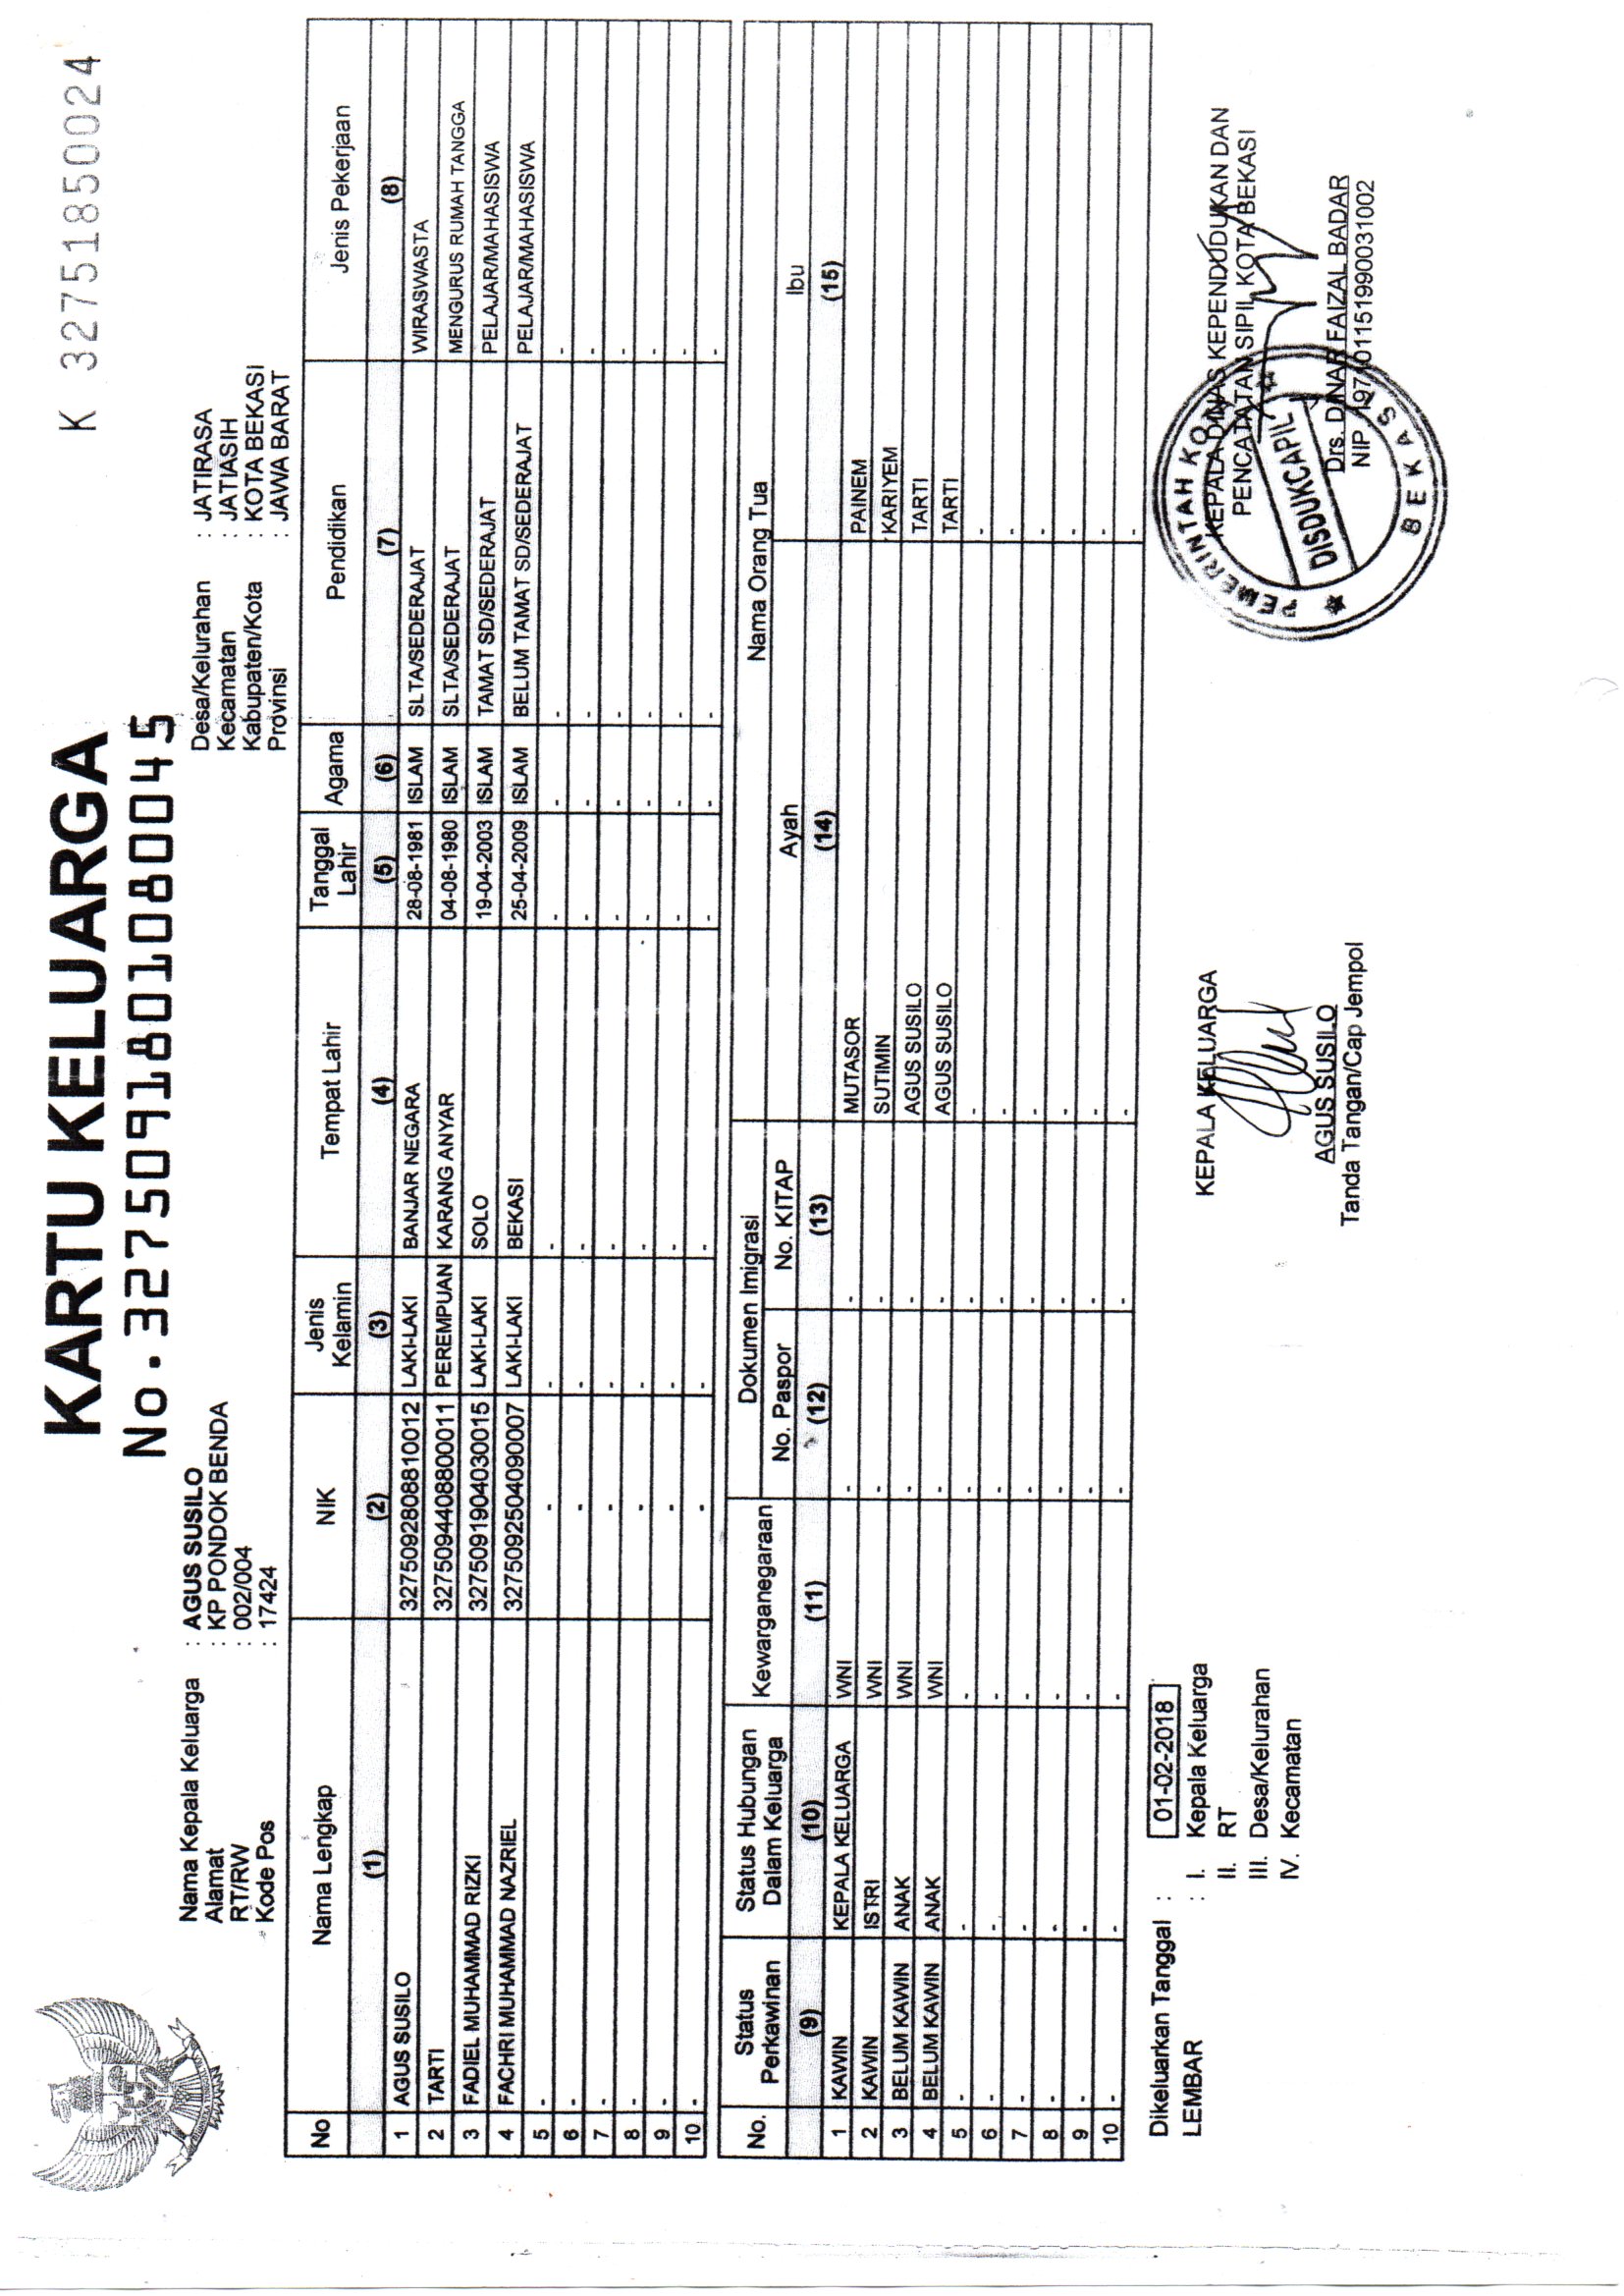 KARTU KELUARGA
K 32751850024
No.3275091801080045
Nama Kepala Keluarga : AGUS SUSILO
Alamat : KP PONDOK BENDA
RT/RW : 002/004
Kode Pos : 17424
Desa/Kelurahan : JATIRASA
Kecamatan : JATIASIH
Kabupaten/Kota : KOTA BEKASI
Provinsi : JAWA BARAT
No Nama Lengkap NIK Jenis Kelamin Tempat Lahir Tanggal Lahir Agama Pendidikan Jenis Pekerjaan
(1) (2) (3) (4) (5) (6) (7) (8)
1 AGUS SUSILO 3275092808810012 LAKI-LAKI BANJAR NEGARA 28-08-1981 ISLAM SLTA/SEDERAJAT WIRASWASTA
2 TARTI 3275094408800011 PEREMPUAN KARANG ANYAR 04-08-1980 ISLAM SLTA/SEDERAJAT MENGURUS RUMAH TANGGA
3 FADIEL MUHAMMAD RIZKI 3275091904030015 LAKI-LAKI SOLO 19-04-2003 ISLAM TAMAT SD/SEDERAJAT PELAJAR/MAHASISWA
4 FACHRI MUHAMMAD NAZRIEL 3275092504090007 LAKI-LAKI BEKASI 25-04-2009 ISLAM BELUM TAMAT SD/SEDERAJAT PELAJAR/MAHASISWA
5 - - - - - - - -
6 - - - - - - - -
7 - - - - - - - -
8 - - - - - - - -
9 - - - - - - - -
10 - - - - - - - -
No. Status Perkawinan Status Hubungan Dalam Keluarga Kewarganegaraan Dokumen Imigrasi Nama Orang Tua
No. Paspor No. KITAP Ayah Ibu
(9) (10) (11) (12) (13) (14) (15)
1 KAWIN KEPALA KELUARGA WNI - - MUTASOR PAINEM
2 KAWIN ISTRI WNI - - SUTIMIN KARIYEM
3 BELUM KAWIN ANAK WNI - - AGUS SUSILO TARTI
4 BELUM KAWIN ANAK WNI - - AGUS SUSILO TARTI
5 - - - - - - -
6 - - - - - - -
7 - - - - - - -
8 - - - - - - -
9 - - - - - - -
10 - - - - - - -
Dikeluarkan Tanggal : 01-02-2018
LEMBAR : I. Kepala Keluarga
II. RT
III. Desa/Kelurahan
IV. Kecamatan
KEPALA KELUARGA
AGUS SUSILO
Tanda Tangan/Cap Jempol
KEPALA DINAS KEPENDUDUKAN DAN
PENCATATAN SIPIL KOTA BEKASI
Drs. DINAR FAIZAL BADAR
NIP. 197101151990031002
PEMERINTAH KOTA
DISDUKCAPIL
BEKASI